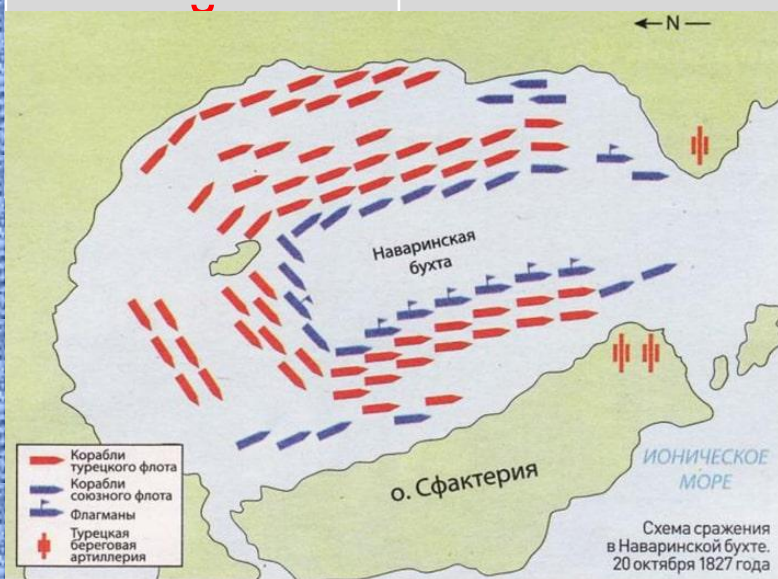 N
Наваринская
бухта
о. Сфактерия
ИОНИЧЕСКОЕ
МОРЕ
Корабли
турецкого флота
Корабли
союзного флота
Флагманы
Турецкая
береговая
артиллерия
Схема сражения
в Наваринской бухте.
20 октября 1827 года